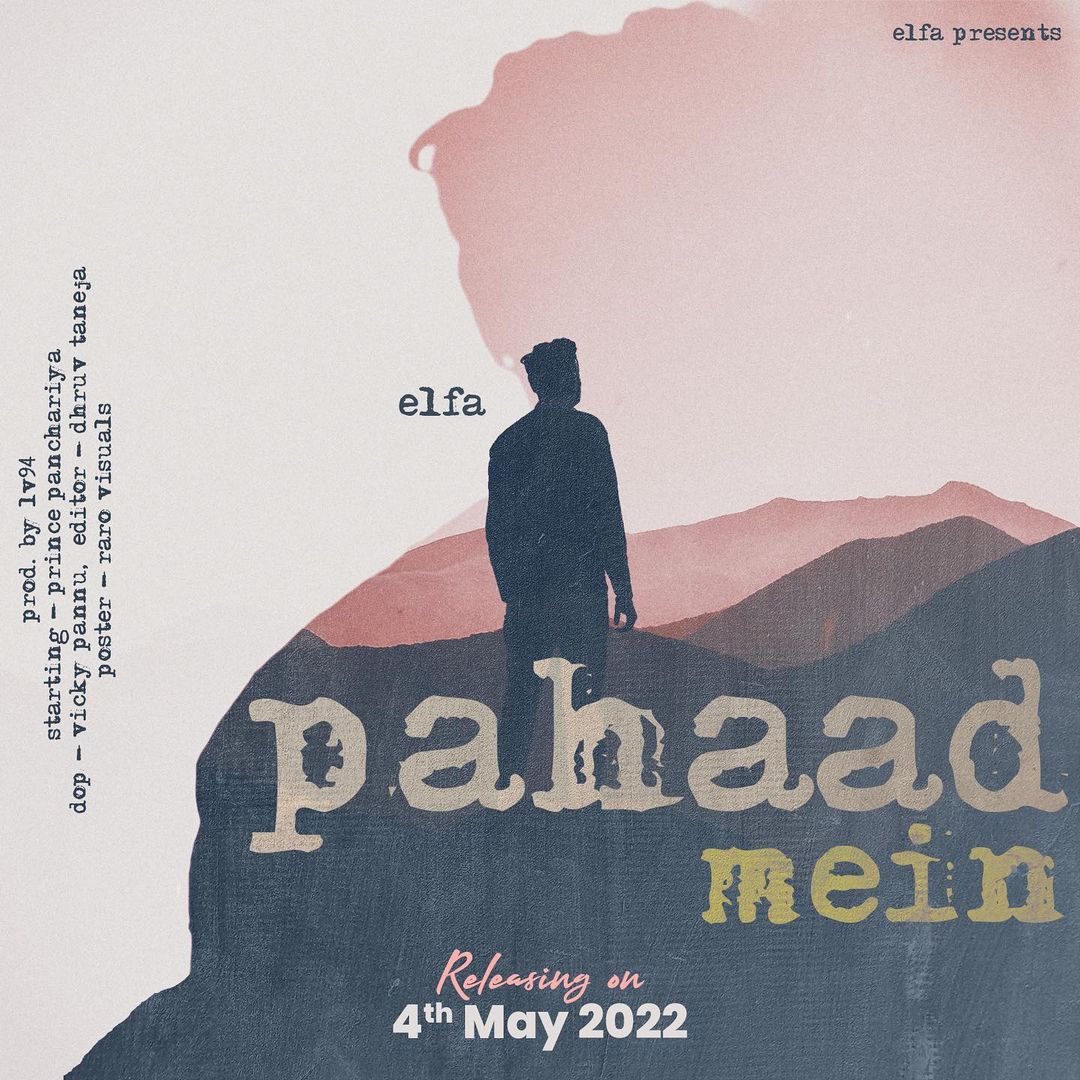 elfa presents
elfa
prod. by lv94
starting - prince panchariya
dop - vicky pannu, editor - dhruv taneja
poster - raro visuals
pahaad
mein
Releasing on
4th May 2022